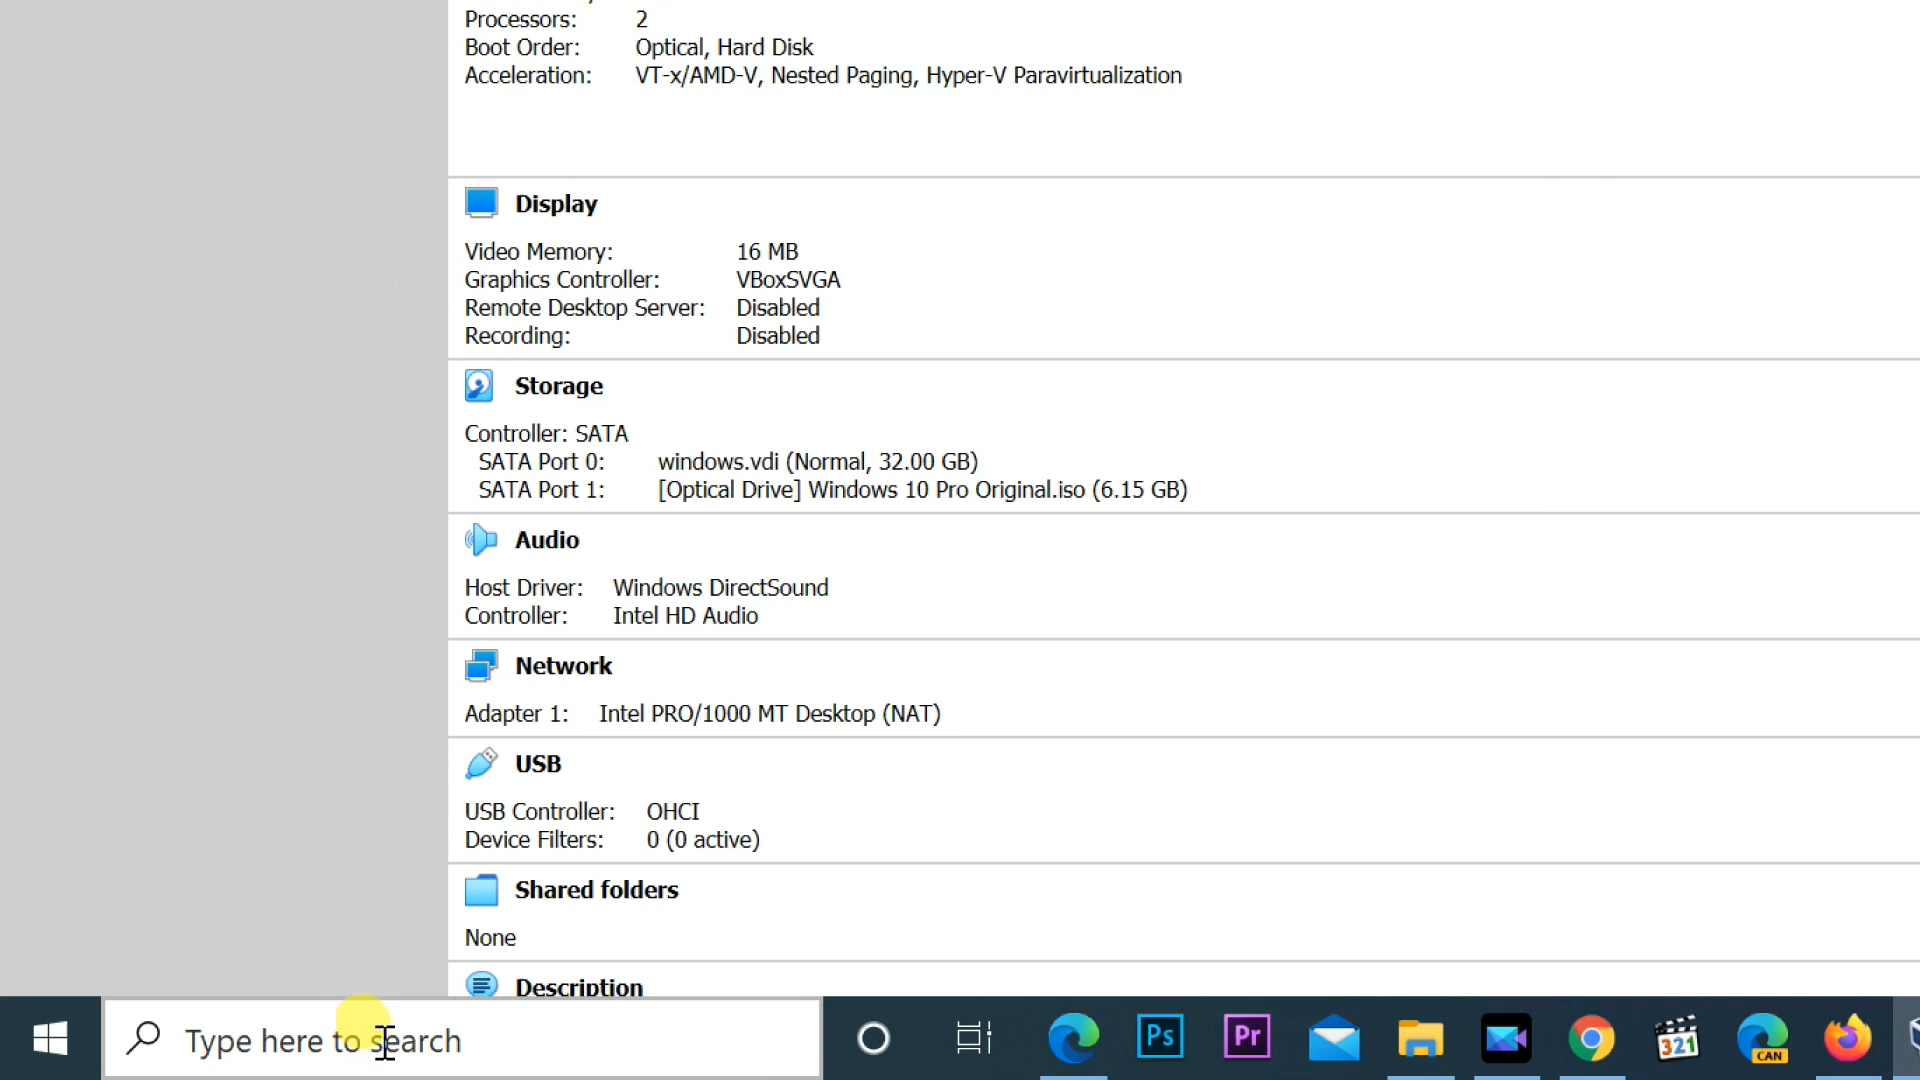 Processors: 2
Boot Order: Optical, Hard Disk
Acceleration: VT-x/AMD-V, Nested Paging, Hyper-V Paravirtualization
Display
Video Memory: 16 MB
Graphics Controller: VBoxSVGA
Remote Desktop Server: Disabled
Recording: Disabled
Storage
Controller: SATA
SATA Port 0: windows.vdi (Normal, 32.00 GB)
SATA Port 1: [Optical Drive] Windows 10 Pro Original.iso (6.15 GB)
Audio
Host Driver: Windows DirectSound
Controller: Intel HD Audio
Network
Adapter 1: Intel PRO/1000 MT Desktop (NAT)
USB
USB Controller: OHCI
Device Filters: 0 (0 active)
Shared folders
None
Description
Type here to search
Ps
Pr
321
CAN